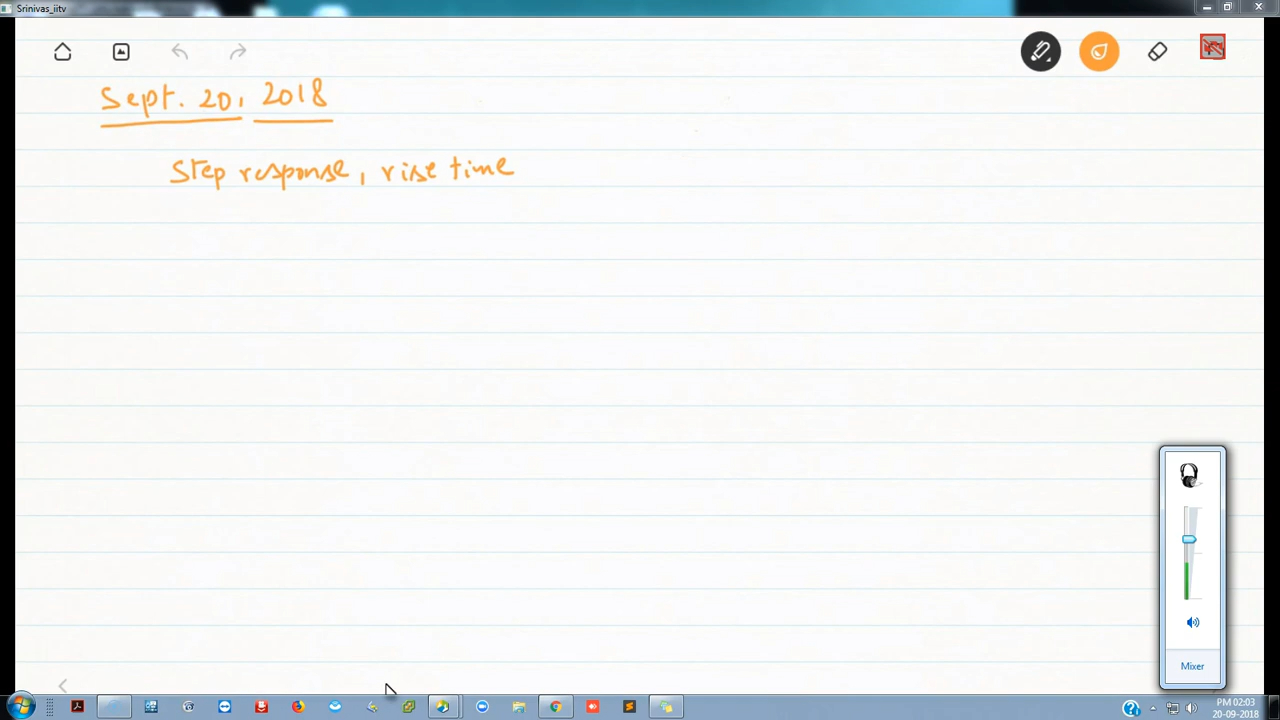 Srinivas_iitv
Sept. 20, 2018
Step response, rise time
Mixer
PM 02:03
20-09-2018